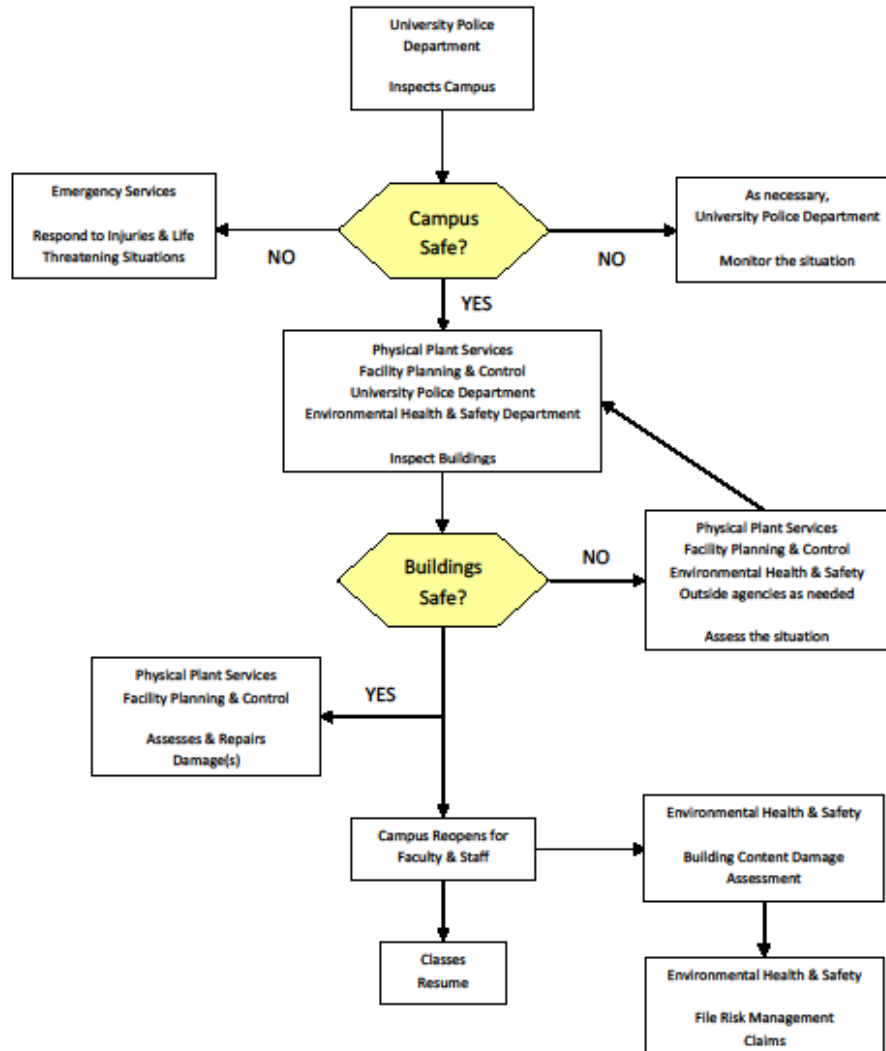 University Police
Department
Inspects Campus
Emergency Services
Respond to Injuries & Life
Threatening Situations
NO
Campus
Safe?
NO
As necessary,
University Police Department
Monitor the situation
YES
Physical Plant Services
Facility Planning & Control
University Police Department
Environmental Health & Safety Department
Inspect Buildings
Buildings
Safe?
NO
Physical Plant Services
Facility Planning & Control
Environmental Health & Safety
Outside agencies as needed
Assess the situation
Physical Plant Services
Facility Planning & Control
Assesses & Repairs
Damage(s)
YES
Campus Reopens for
Faculty & Staff
Environmental Health & Safety
Building Content Damage
Assessment
Classes
Resume
Environmental Health & Safety
File Risk Management
Claims